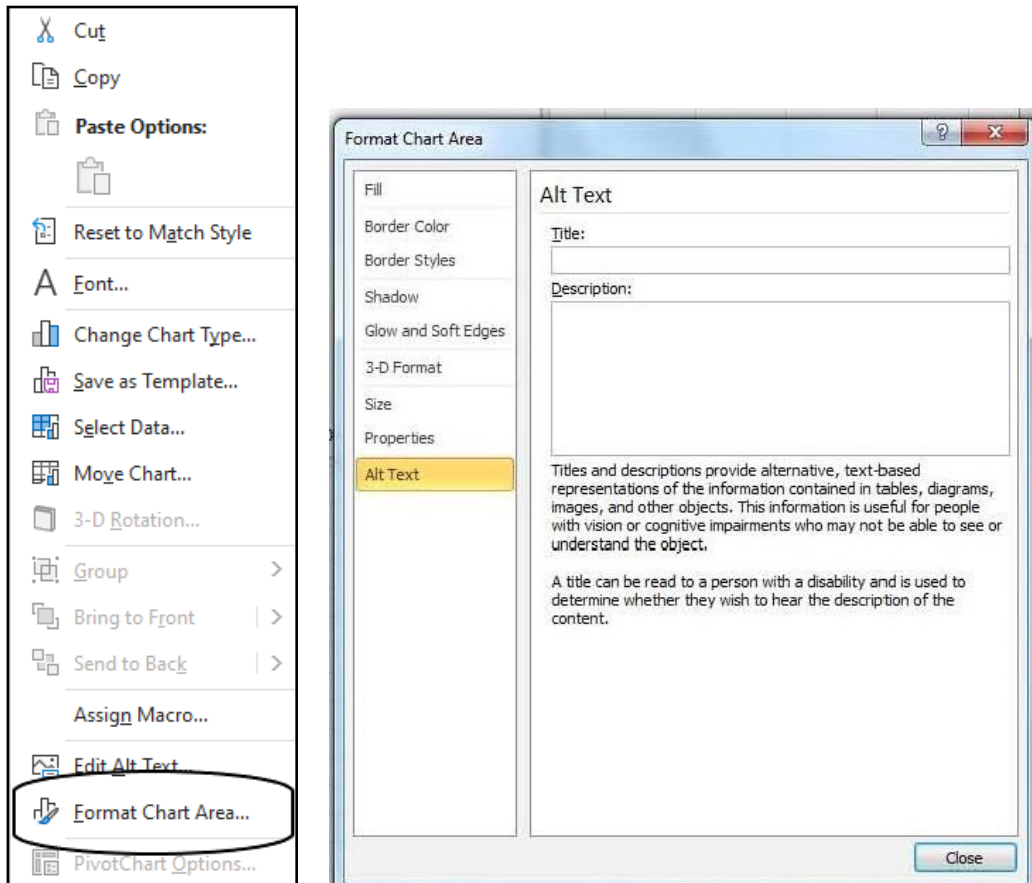 Cut
Copy
Paste Options:
Reset to Match Style
Font...
Change Chart Type...
Save as Template...
Select Data...
Move Chart...
3-D Rotation...
Group
Bring to Front
Send to Back
Assign Macro...
Edit Alt Text...
Format Chart Area...
PivotChart Options...
Format Chart Area
Fill
Border Color
Border Styles
Shadow
Glow and Soft Edges
3-D Format
Size
Properties
Alt Text
Alt Text
Title:
Description:
Titles and descriptions provide alternative, text-based
representations of the information contained in tables, diagrams,
images, and other objects. This information is useful for people
with vision or cognitive impairments who may not be able to see or
understand the object.
A title can be read to a person with a disability and is used to
determine whether they wish to hear the description of the
content.
Close